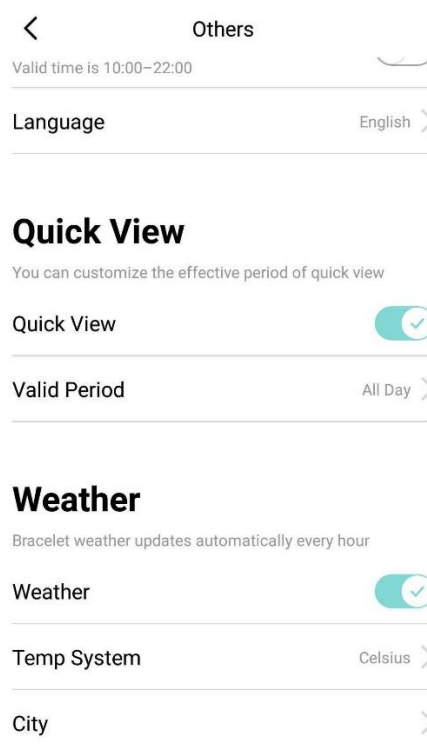 Others
Valid time is 10:00–22:00
Language English
Quick View
You can customize the effective period of quick view
Quick View
Valid Period All Day
Weather
Bracelet weather updates automatically every hour
Weather
Temp System Celsius
City